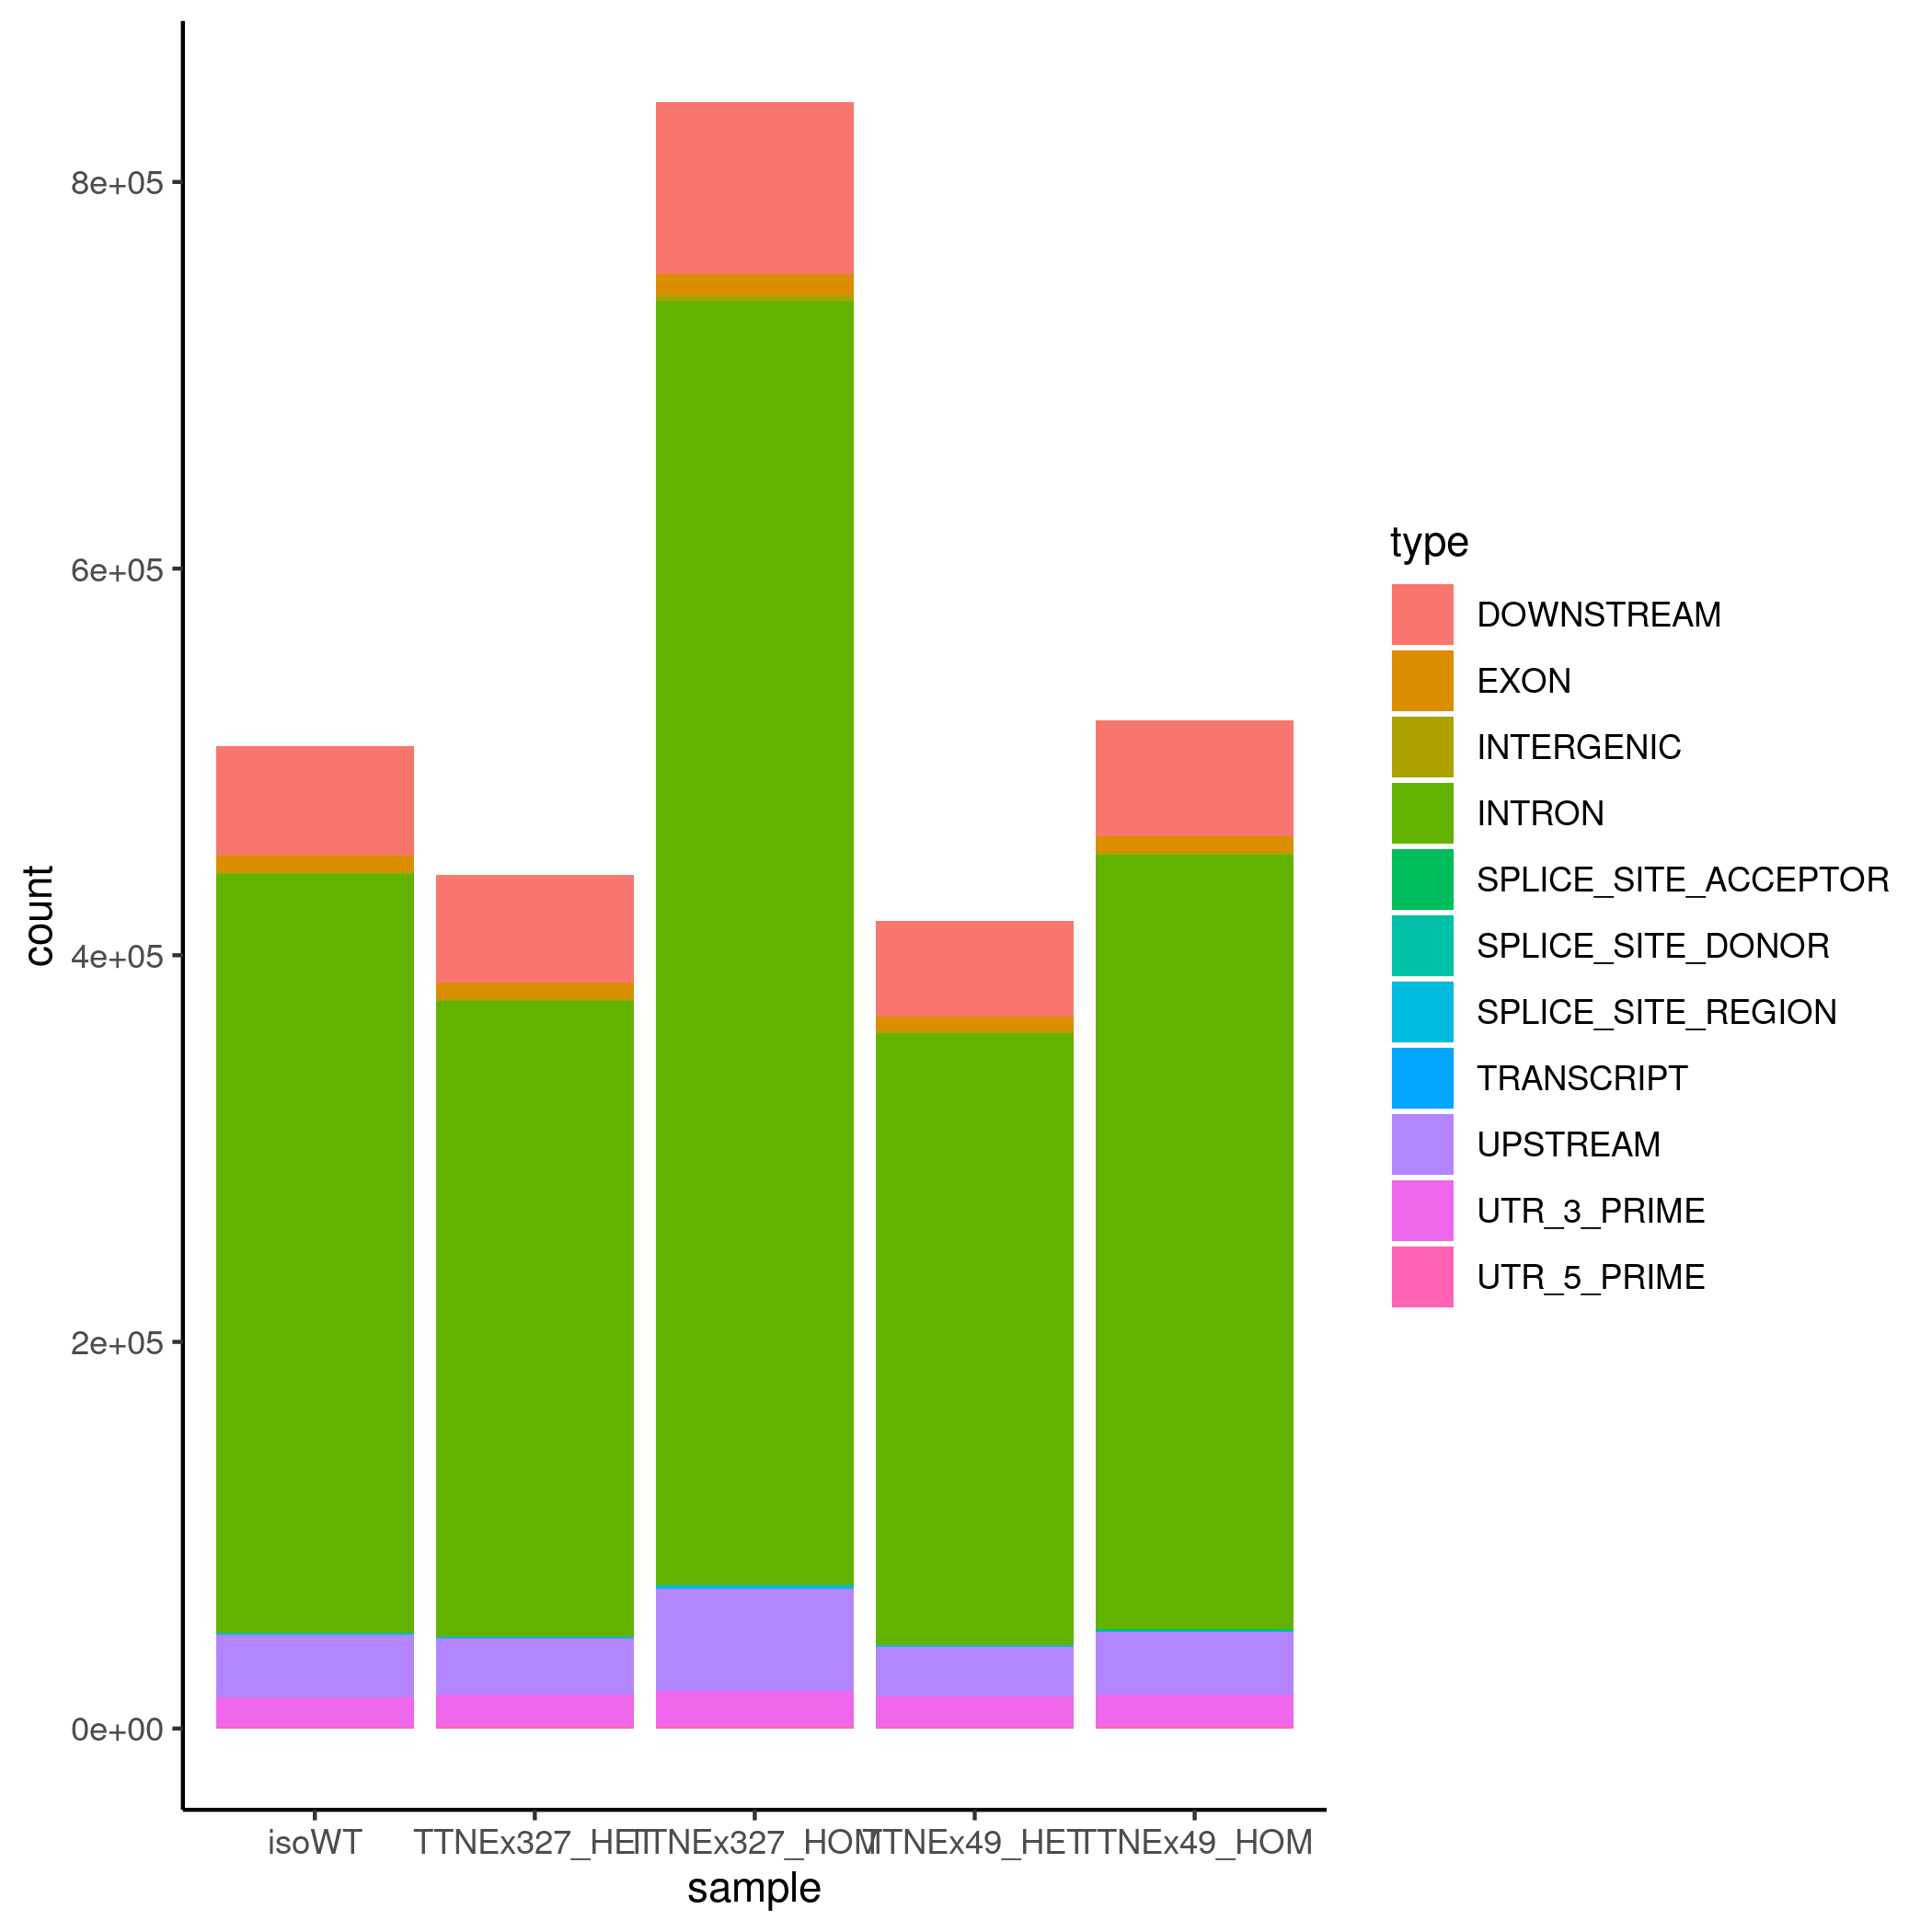 count
8e+05
6e+05
4e+05
2e+05
0e+00
isoWT TTNEx327_HET TTNEx327_HOM TTNEx49_HET TTNEx49_HOM
sample
type
DOWNSTREAM
EXON
INTERGENIC
INTRON
SPLICE_SITE_ACCEPTOR
SPLICE_SITE_DONOR
SPLICE_SITE_REGION
TRANSCRIPT
UPSTREAM
UTR_3_PRIME
UTR_5_PRIME